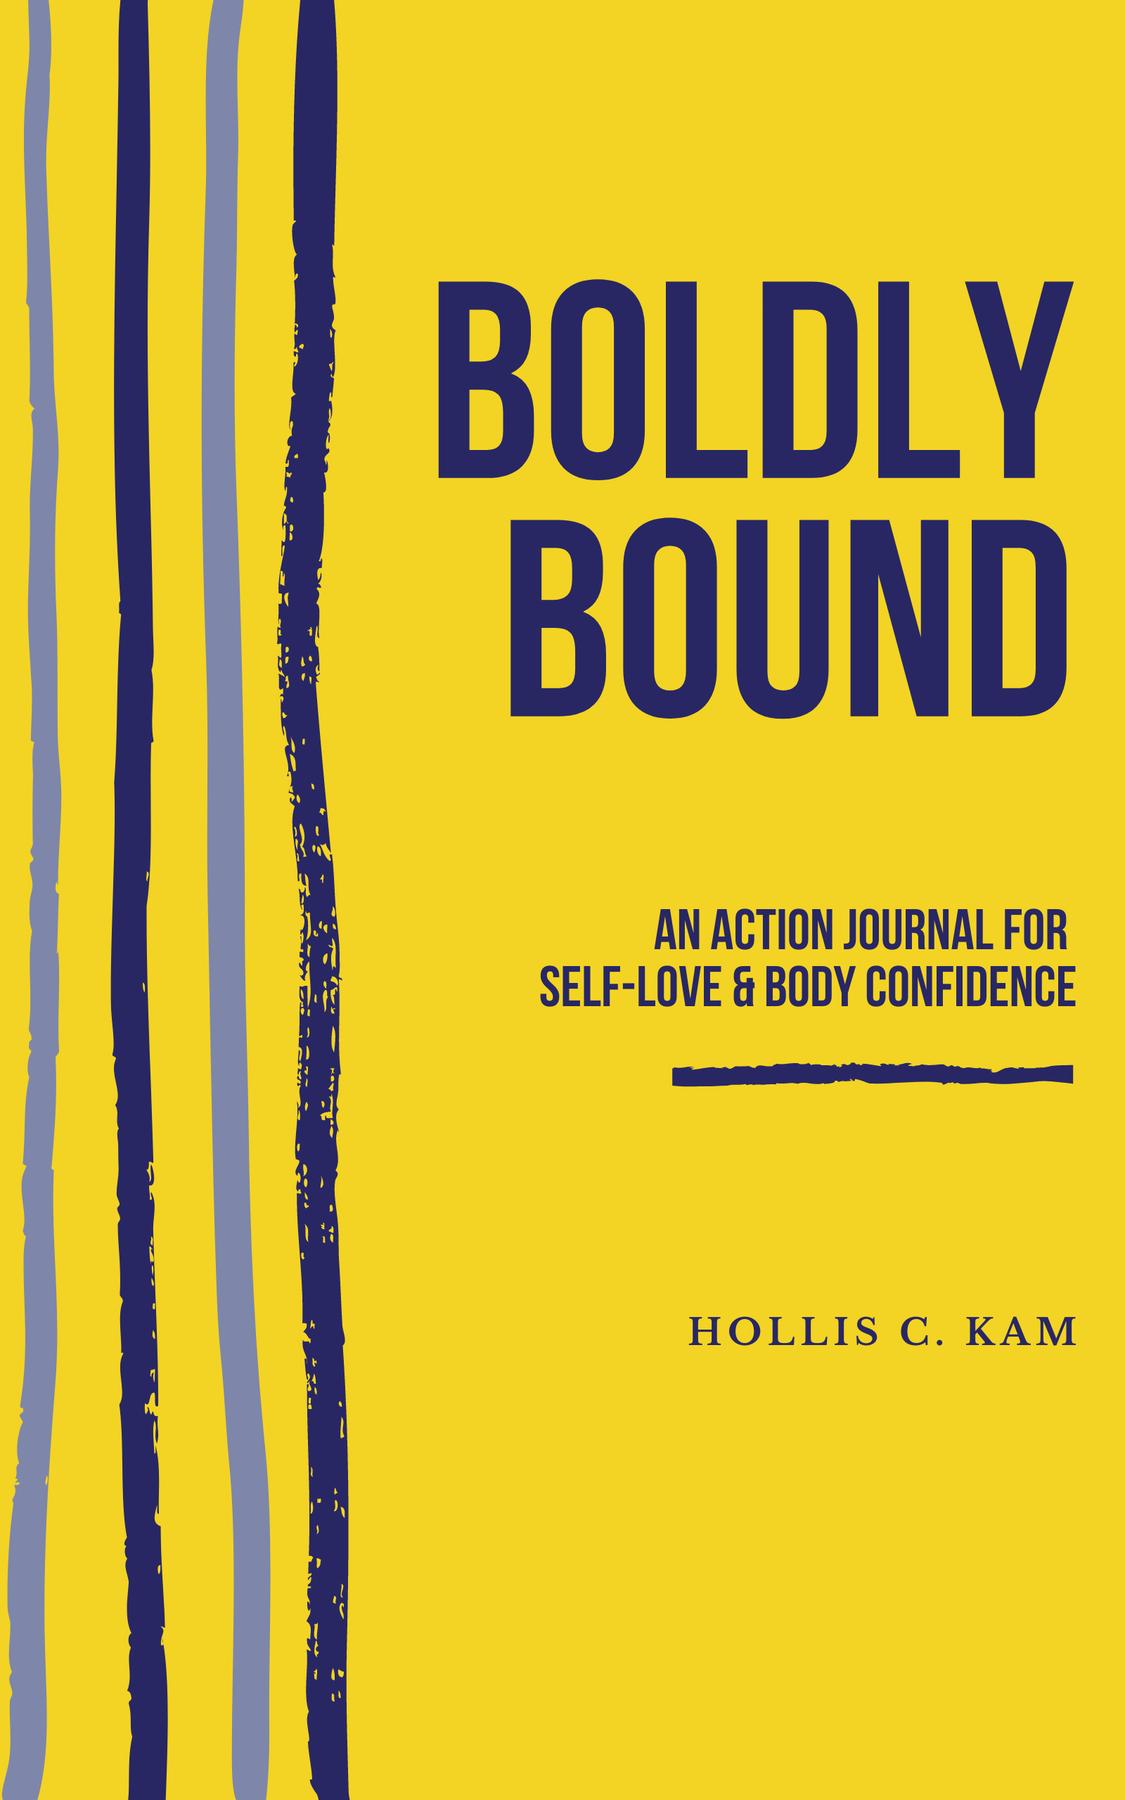 BOLDLY
BOUND
AN ACTION JOURNAL FOR
SELF-LOVE & BODY CONFIDENCE
HOLLIS C. KAM